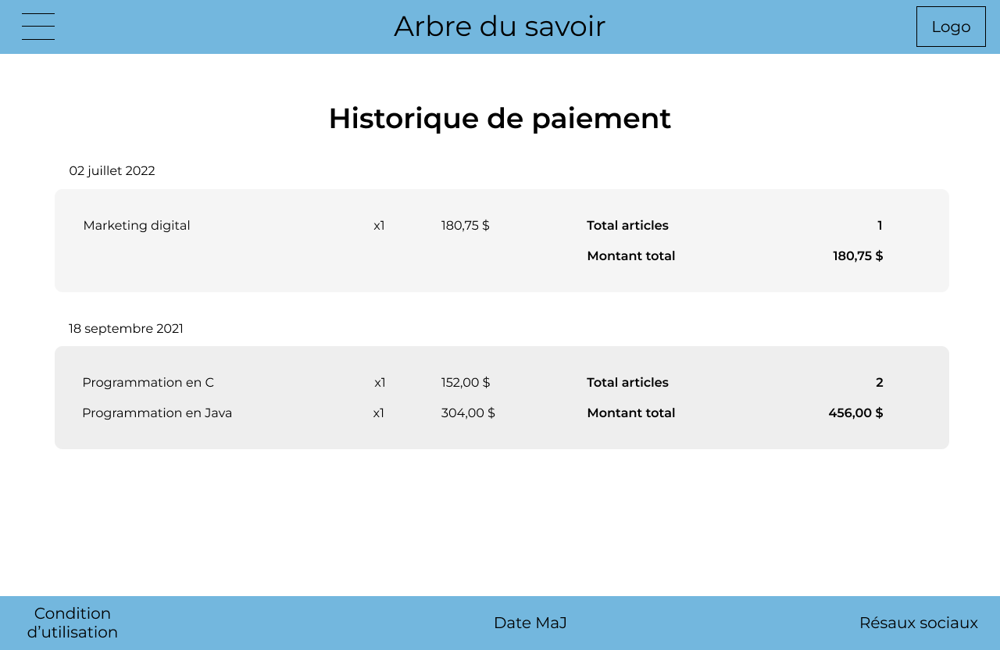 Arbre du savoir
Logo
Historique de paiement
02 juillet 2022
Marketing digital x1 180,75 $ Total articles 1
Montant total 180,75 $
18 septembre 2021
Programmation en C x1 152,00 $ Total articles 2
Programmation en Java x1 304,00 $ Montant total 456,00 $
Condition
d’utilisation
Date MaJ
Résaux sociaux